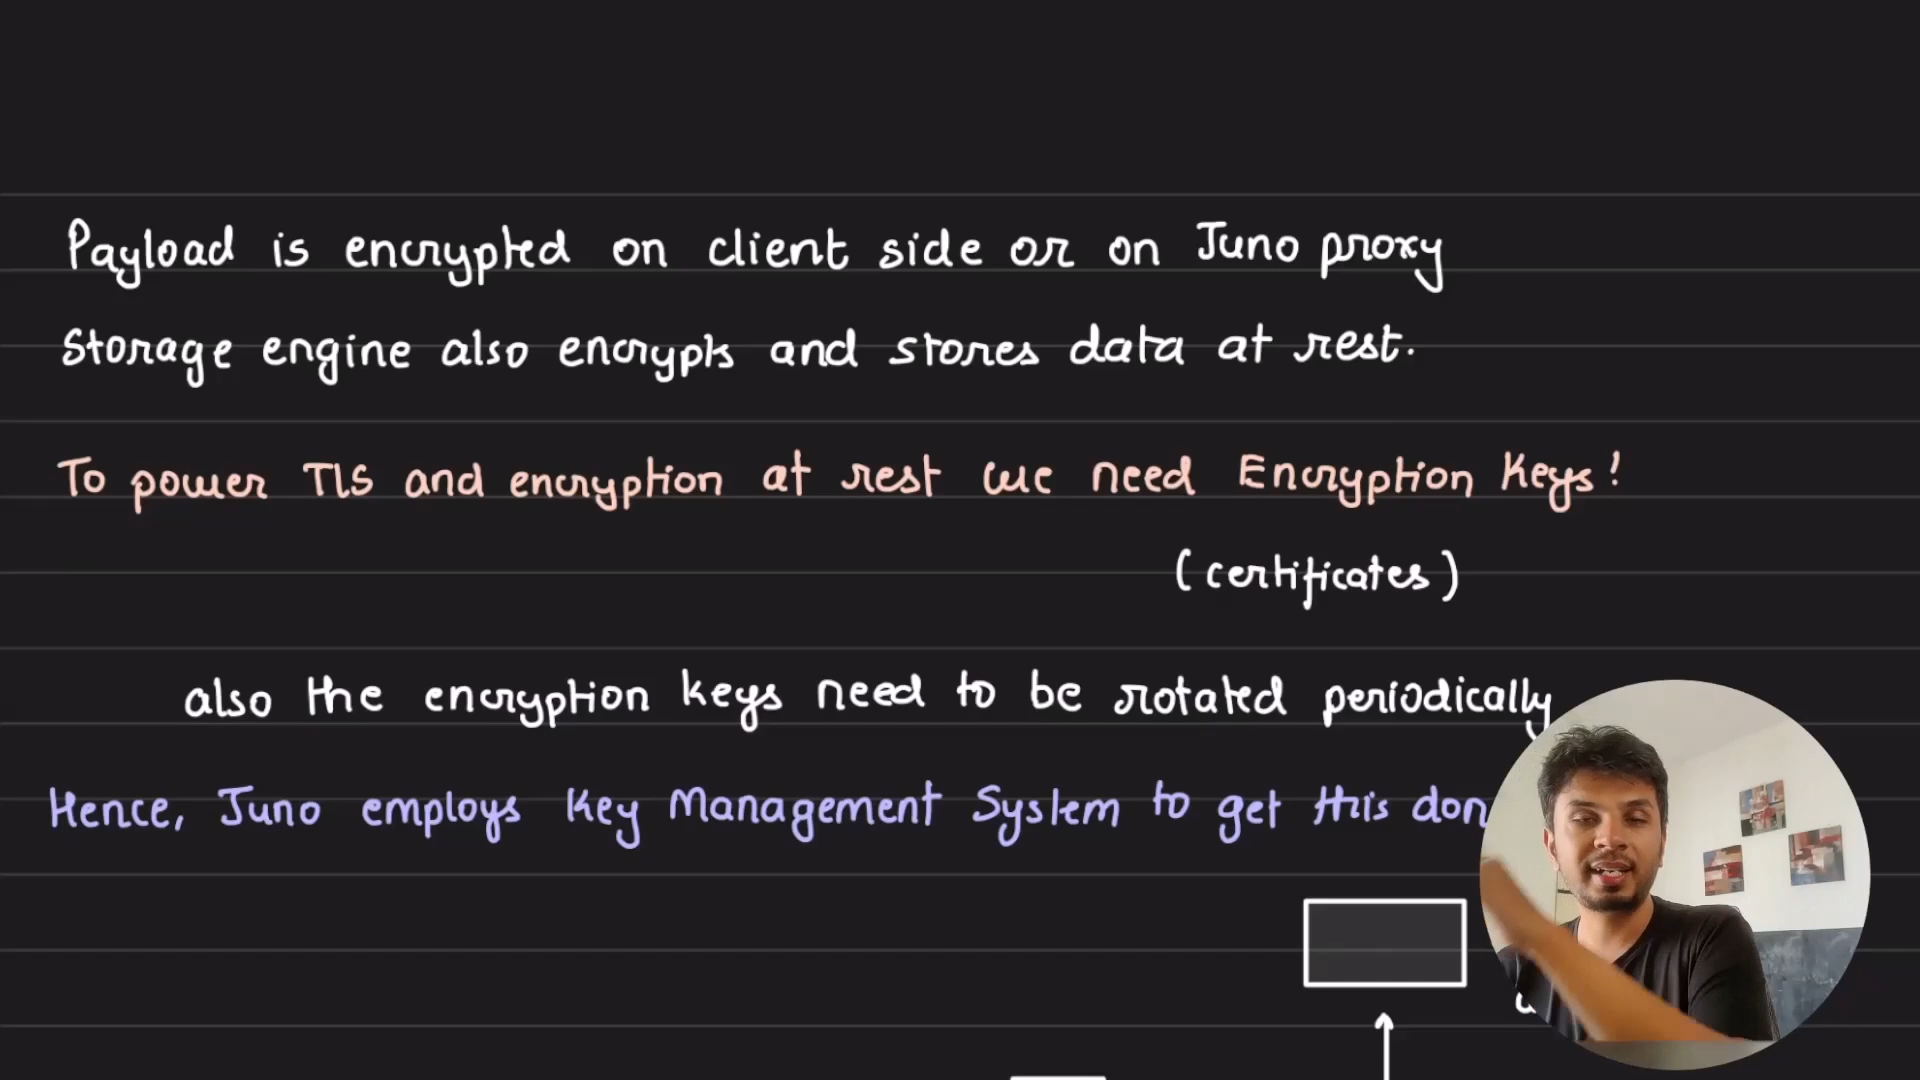 Payload is encrypted on client side or on Juno proxy
Storage engine also encrypts and stores data at rest.
To power TLS and encryption at rest we need Encryption Keys!
(certificates)
also the encryption keys need to be rotated periodically
Hence, Juno employs Key Management System to get this don